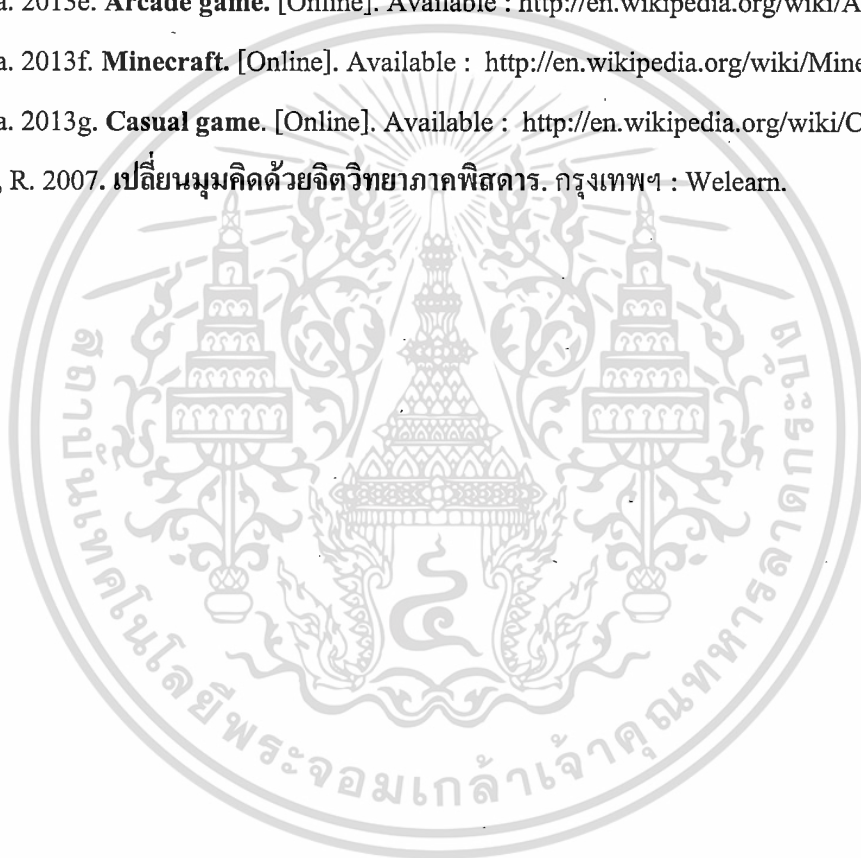 a. 2013e. Arcade game. [Online]. Available : http://en.wikipedia.org/wiki/A
a. 2013f. Minecraft. [Online]. Available : http://en.wikipedia.org/wiki/Mine
a. 2013g. Casual game. [Online]. Available : http://en.wikipedia.org/wiki/C
, R. 2007. เปลี่ยนมุมคิดด้วยจิตวิทยาภาคพิสดาร. กรุงเทพฯ : Welearn.
สถาบันเทคโนโลยีพระจอมเกล้าเจ้าคุณทหารลาดกระบัง
๔